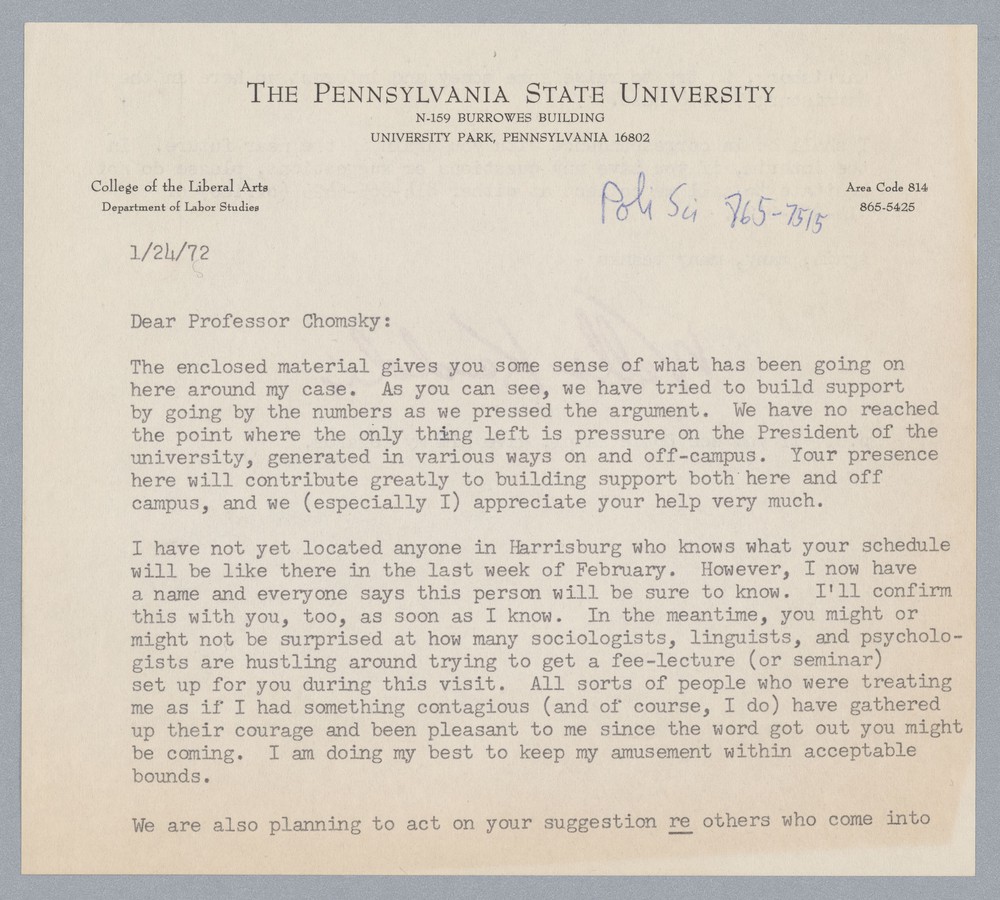 THE PENNSYLVANIA STATE UNIVERSITY
N-159 BURROWES BUILDING
UNIVERSITY PARK, PENNSYLVANIA 16802
College of the Liberal Arts
Department of Labor Studies
Poli Sci 865-7515
Area Code 814
865-5425
1/24/72
Dear Professor Chomsky:
The enclosed material gives you some sense of what has been going on
here around my case. As you can see, we have tried to build support
by going by the numbers as we pressed the argument. We have no reached
the point where the only thing left is pressure on the President of the
university, generated in various ways on and off-campus. Your presence
here will contribute greatly to building support both here and off
campus, and we (especially I) appreciate your help very much.
I have not yet located anyone in Harrisburg who knows what your schedule
will be like there in the last week of February. However, I now have
a name and everyone says this person will be sure to know. I'll confirm
this with you, too, as soon as I know. In the meantime, you might or
might not be surprised at how many sociologists, linguists, and psycholo-
gists are hustling around trying to get a fee-lecture (or seminar)
set up for you during this visit. All sorts of people who were treating
me as if I had something contagious (and of course, I do) have gathered
up their courage and been pleasant to me since the word got out you might
be coming. I am doing my best to keep my amusement within acceptable
bounds.
We are also planning to act on your suggestion re others who come into